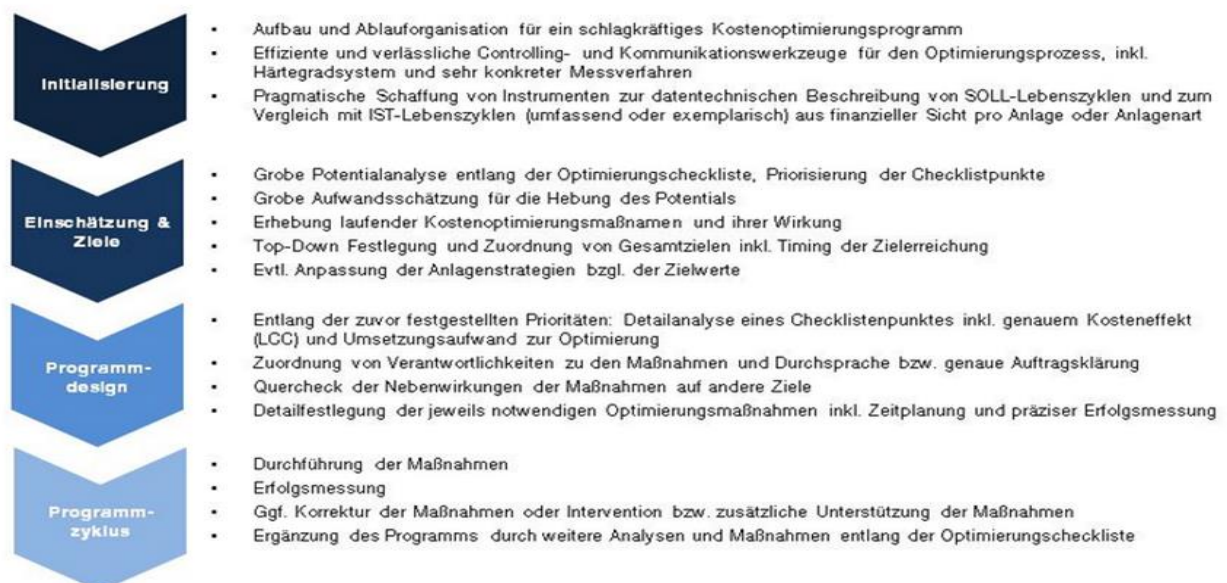 Initialisierung
Aufbau und Ablauforganisation für ein schlagkräftiges Kostenoptimierungsprogramm
Effiziente und verlässliche Controlling- und Kommunikationswerkzeuge für den Optimierungsprozess, inkl.
Härtegradsystem und sehr konkreter Messverfahren
Pragmatische Schaffung von Instrumenten zur datentechnischen Beschreibung von SOLL-Lebenszyklen und zum
Vergleich mit IST-Lebenszyklen (umfassend oder exemplarisch) aus finanzieller Sicht pro Anlage oder Anlagenart
Einschätzung &
Ziele
Grobe Potentialanalyse entlang der Optimierungscheckliste, Priorisierung der Checklistpunkte
Grobe Aufwandsschätzung für die Hebung des Potentials
Erhebung laufender Kostenoptimierungsmaßnamen und ihrer Wirkung
Top-Down Festlegung und Zuordnung von Gesamtzielen inkl. Timing der Zielerreichung
Evtl. Anpassung der Anlagenstrategien bzgl. der Zielwerte
Programm-
design
Entlang der zuvor festgestellten Prioritäten: Detailanalyse eines Checklistenpunktes inkl. genauem Kosteneffekt
(LCC) und Umsetzungsaufwand zur Optimierung
Zuordnung von Verantwortlichkeiten zu den Maßnahmen und Durchsprache bzw. genaue Auftragsklärung
Quercheck der Nebenwirkungen der Maßnahmen auf andere Ziele
Detailfestlegung der jeweils notwendigen Optimierungsmaßnahmen inkl. Zeitplanung und präziser Erfolgsmessung
Programm-
zyklus
Durchführung der Maßnahmen
Erfolgsmessung
Ggf. Korrektur der Maßnahmen oder Intervention bzw. zusätzliche Unterstützung der Maßnahmen
Ergänzung des Programms durch weitere Analysen und Maßnahmen entlang der Optimierungscheckliste